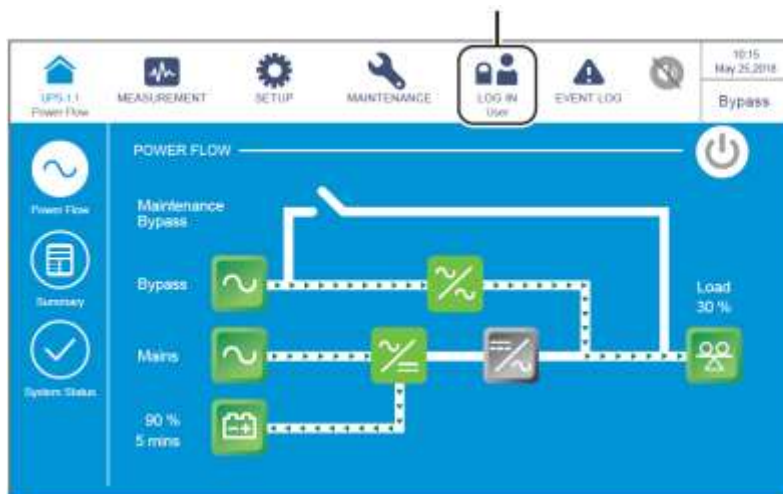 UPS-1.1
Power Flow
MEASUREMENT
SETUP
MAINTENANCE
LOG IN
User
EVENT LOG
10:15
May 25,2018
Bypass
POWER FLOW
Power Flow
Summary
System Status
Maintenance
Bypass
Bypass
Mains
90 %
5 mins
Load
30 %